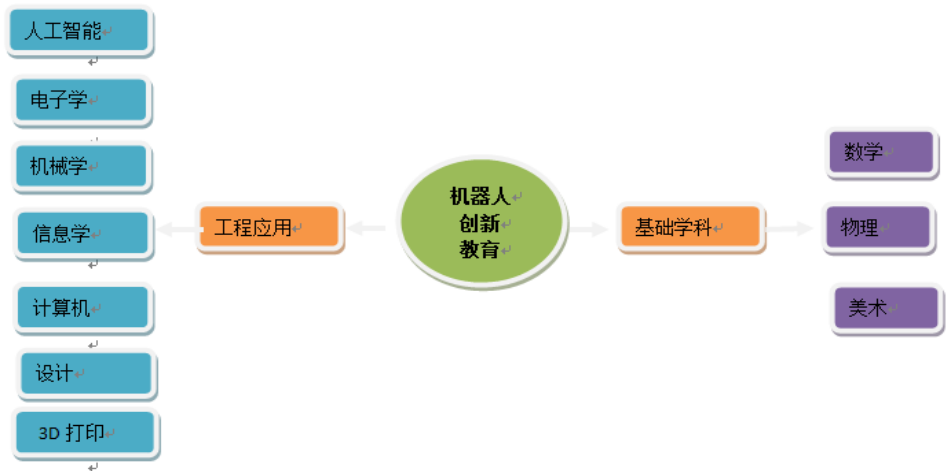 人工智能
电子学
机械学
信息学
计算机
设计
3D 打印
工程应用
机器人
创新
教育
基础学科
数学
物理
美术